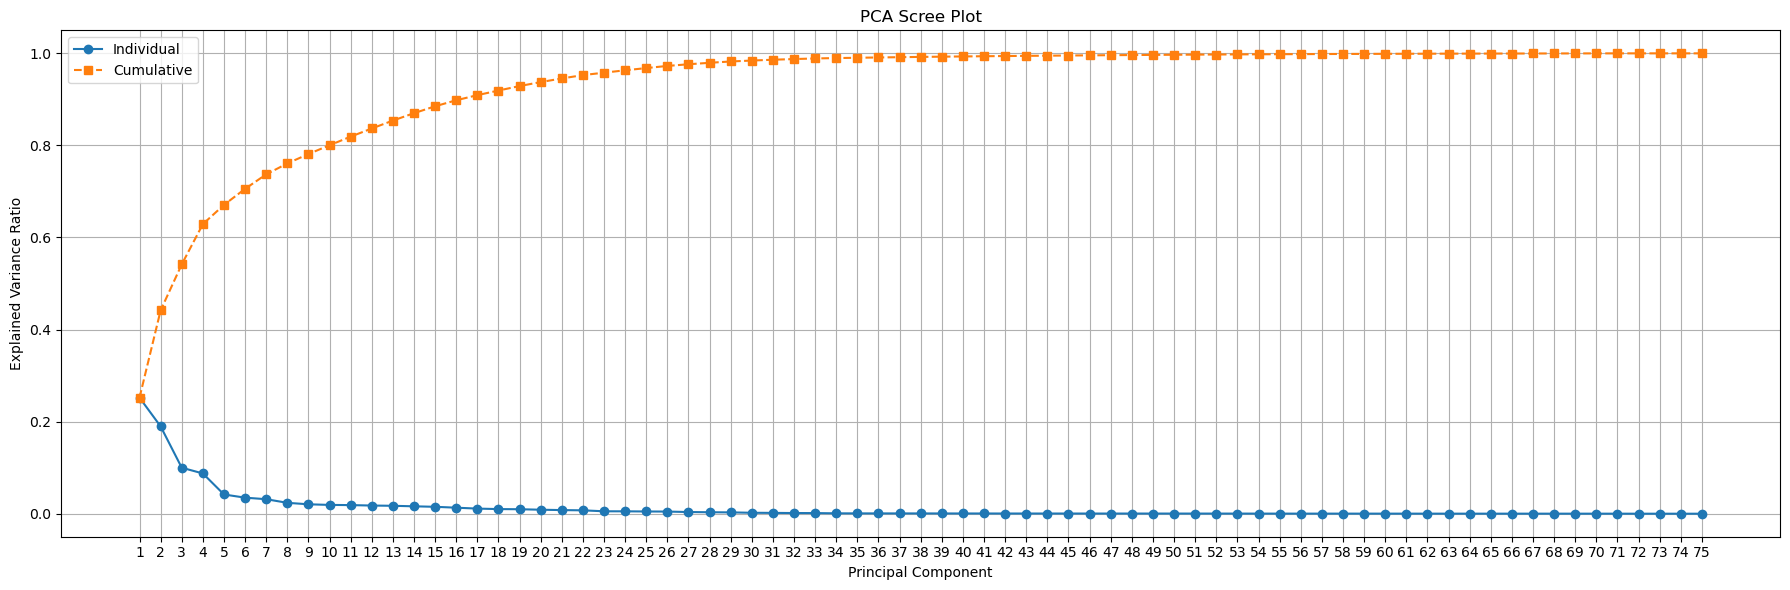 PCA Scree Plot
Individual
Cumulative
1.0
0.8
0.6
0.4
0.2
0.0
Explained Variance Ratio
1 2 3 4 5 6 7 8 9 10 11 12 13 14 15 16 17 18 19 20 21 22 23 24 25 26 27 28 29 30 31 32 33 34 35 36 37 38 39 40 41 42 43 44 45 46 47 48 49 50 51 52 53 54 55 56 57 58 59 60 61 62 63 64 65 66 67 68 69 70 71 72 73 74 75
Principal Component